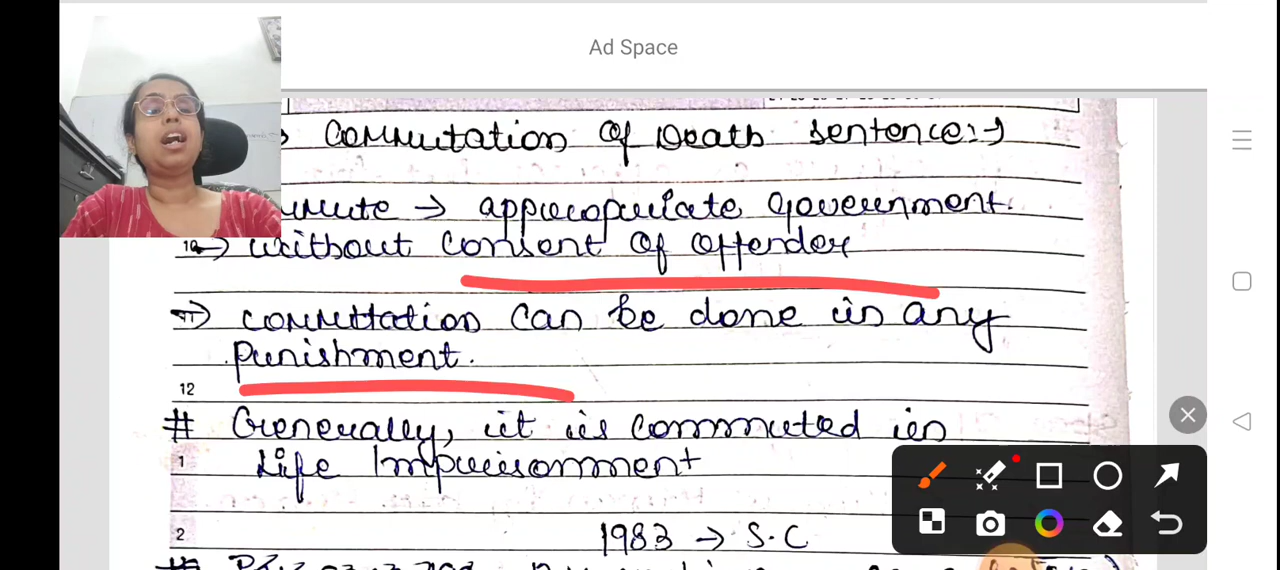 Ad Space
Commutation of Death Sentence:-)
→ appropriate government.
10 → without consent of offender
→ commutation can be done in any
punishment.
12
# Generally, it is commuted in
1 Life Imprisonment
2 1983 → S.C